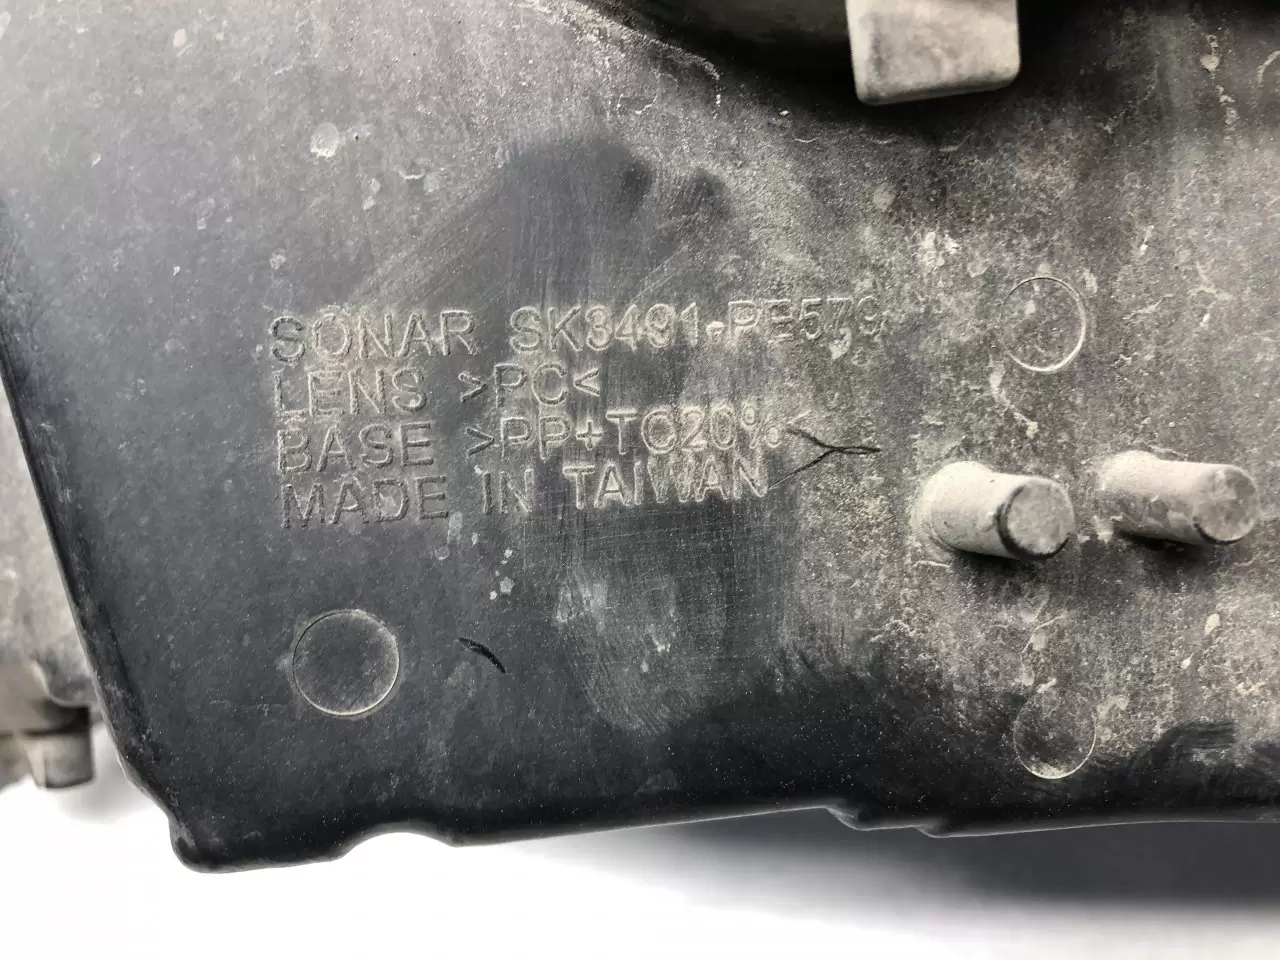 SONAR SK3491-PE579
LENS >PC<
BASE >PP+TC20%<
MADE IN TAIWAN